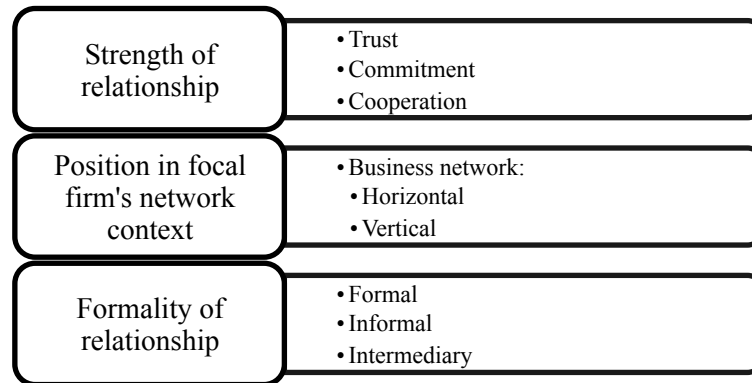 Strength of
relationship
• Trust
• Commitment
• Cooperation
Position in focal
firm's network
context
• Business network:
• Horizontal
• Vertical
Formality of
relationship
• Formal
• Informal
• Intermediary